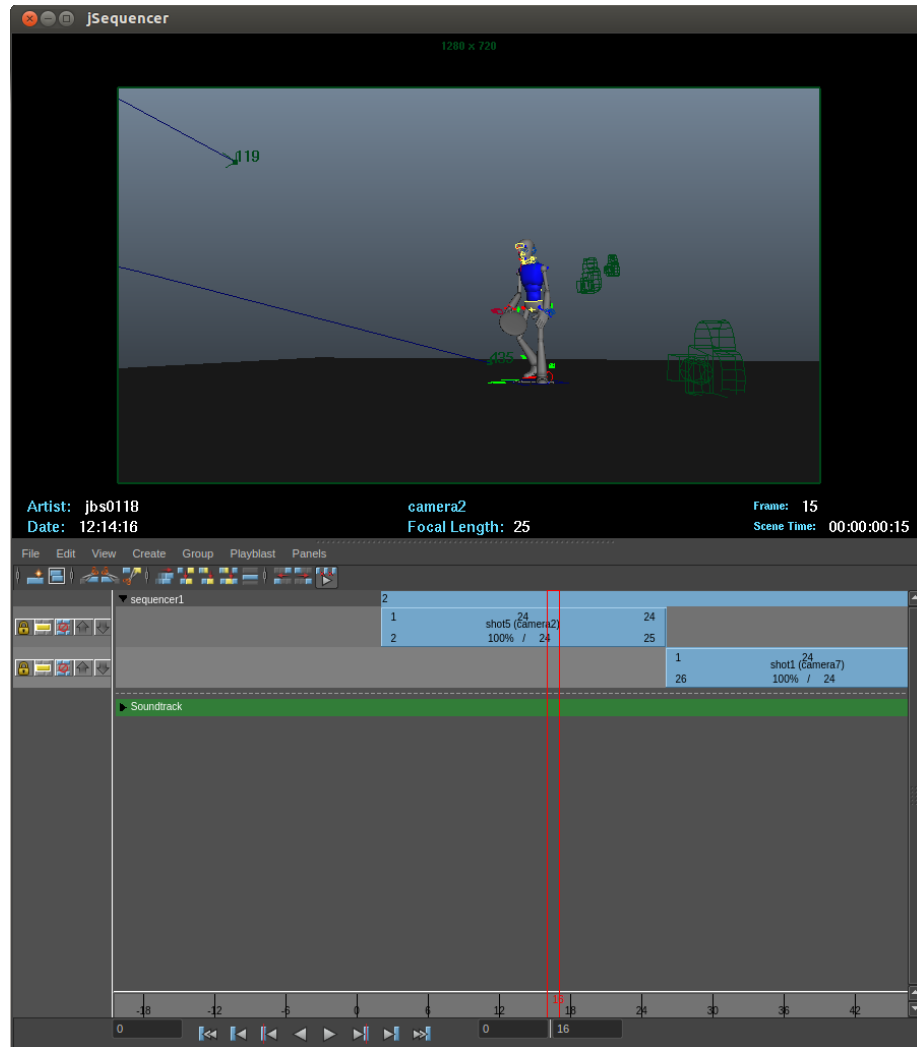 jSequencer
1280 x 720
119
435
Artist: jbs0118 camera2 Frame: 15
Date: 12:14:16 Focal Length: 25 Scene Time: 00:00:00:15
File Edit View Create Group Playblast Panels
sequencer1 2
1 24 24
shot5 (camera2)
2 100% / 24 25
1 24
shot1 (camera7)
26 100% / 24
Soundtrack
16
-18 -12 -6 0 6 12 18 24 30 36 42
0 0 16